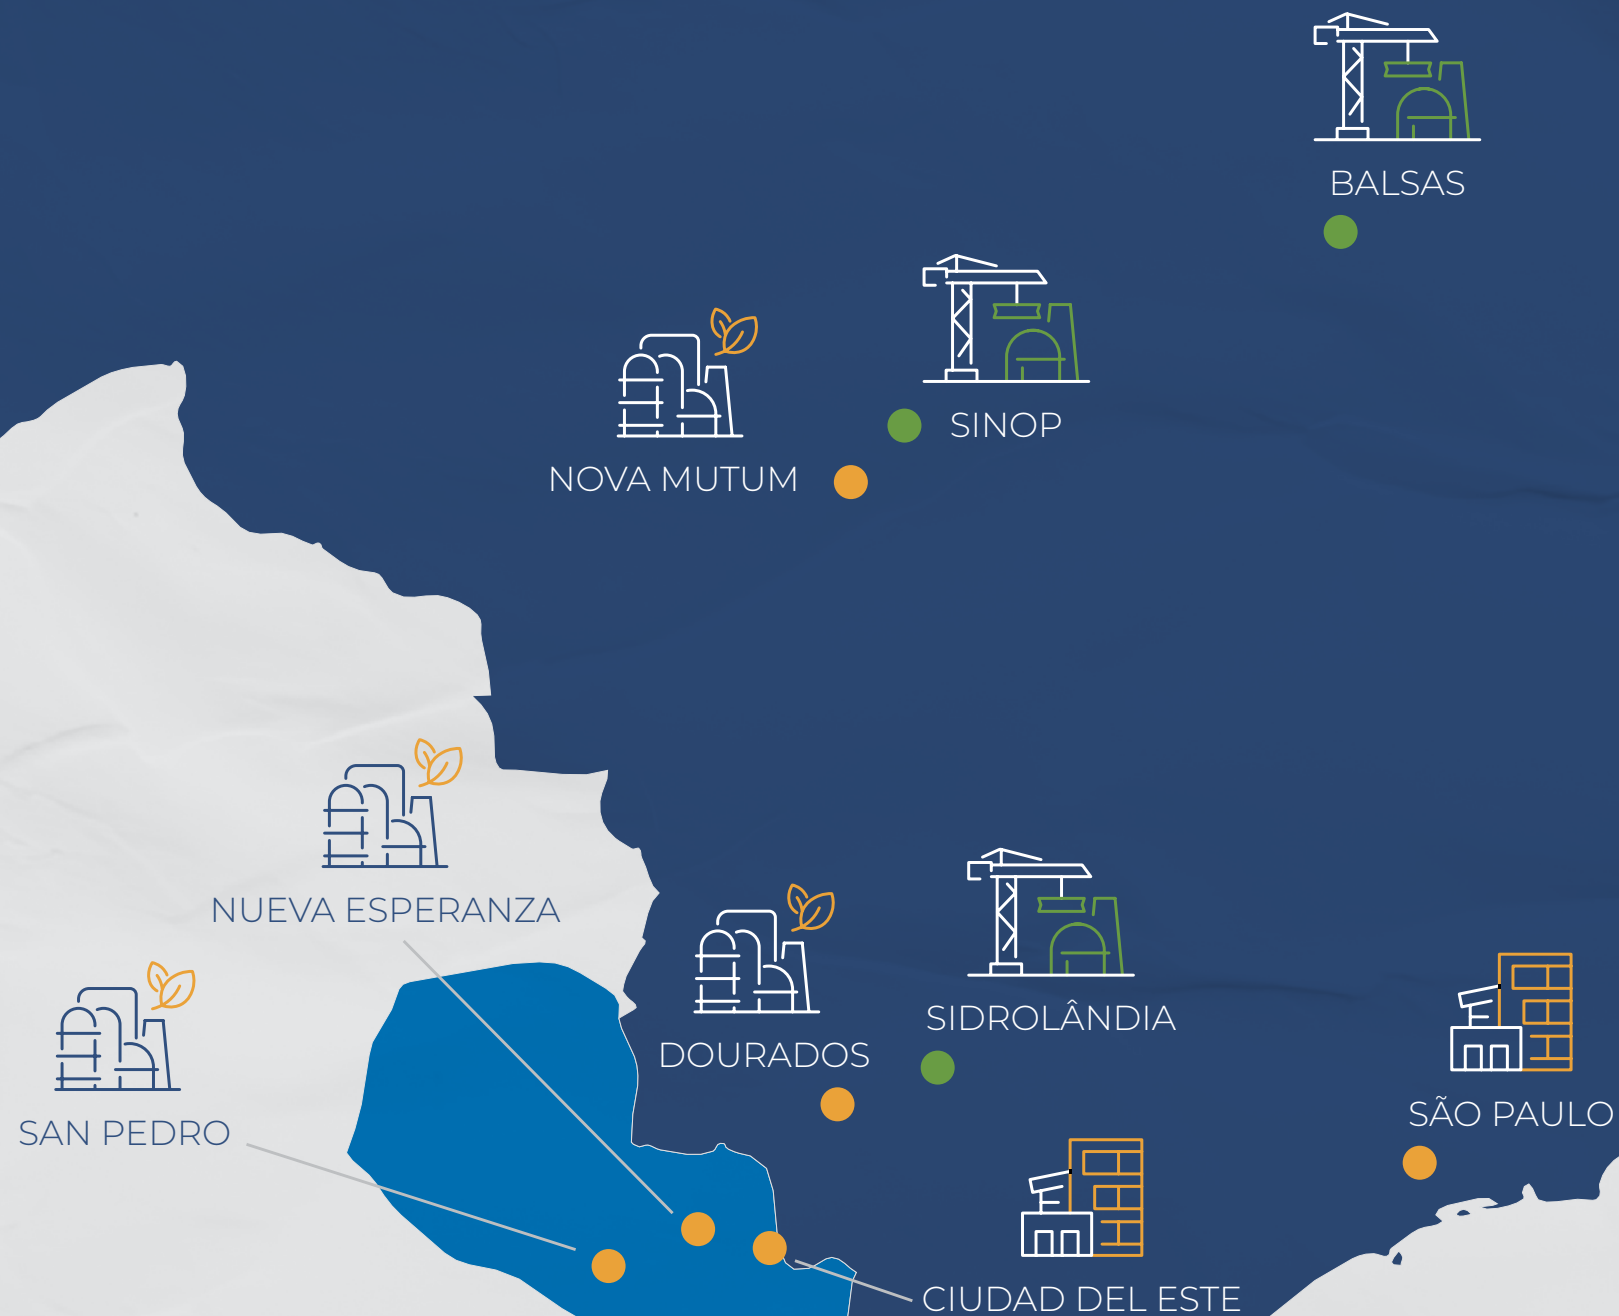 BALSAS
SINOP
NOVA MUTUM
NUEVA ESPERANZA
SIDROLÂNDIA
DOURADOS
SÃO PAULO
SAN PEDRO
CIUDAD DEL ESTE